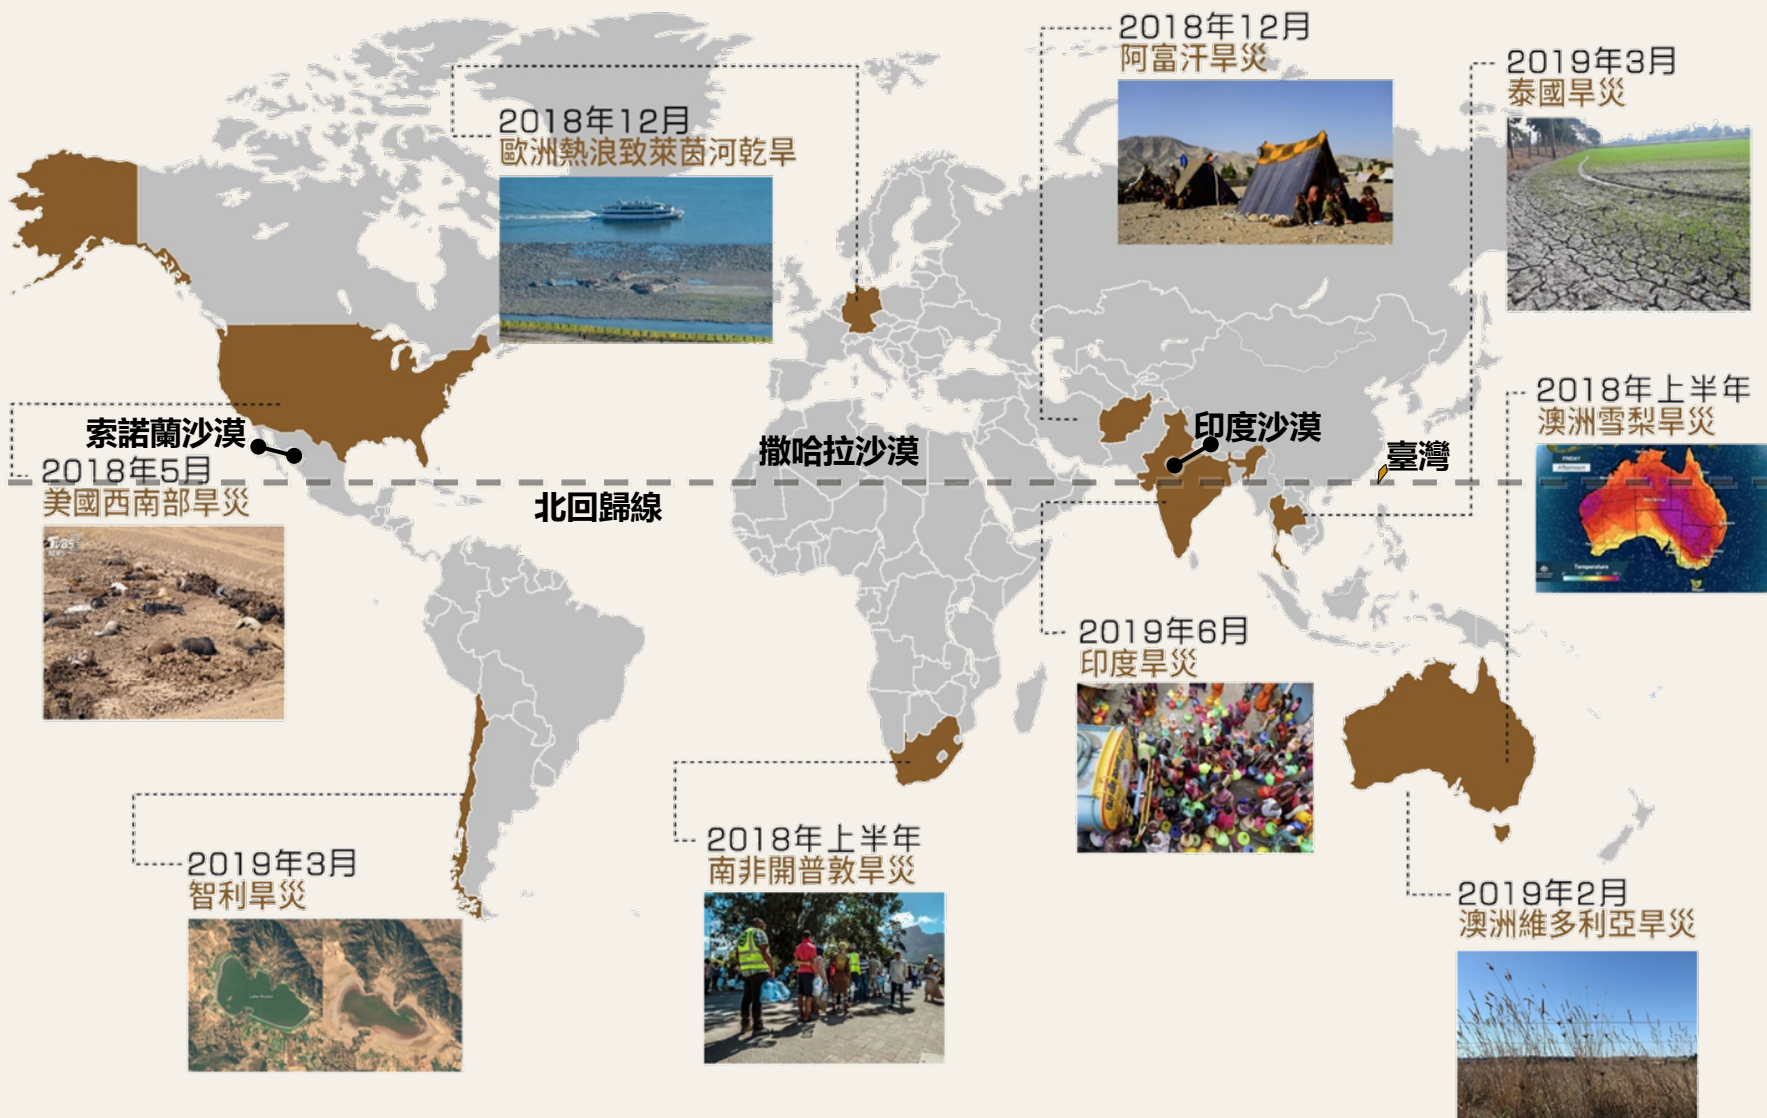 2018年12月
阿富汗旱災
2019年3月
泰國旱災
2018年12月
歐洲熱浪致萊茵河乾旱
2018年上半年
澳洲雪梨旱災
索諾蘭沙漠
撒哈拉沙漠
印度沙漠
臺灣
2018年5月
美國西南部旱災
北回歸線
TVBS
NEWS
FRIDAY
Afternoon
Temperature
2019年6月
印度旱災
2018年上半年
南非開普敦旱災
2019年3月
智利旱災
2019年2月
澳洲維多利亞旱災